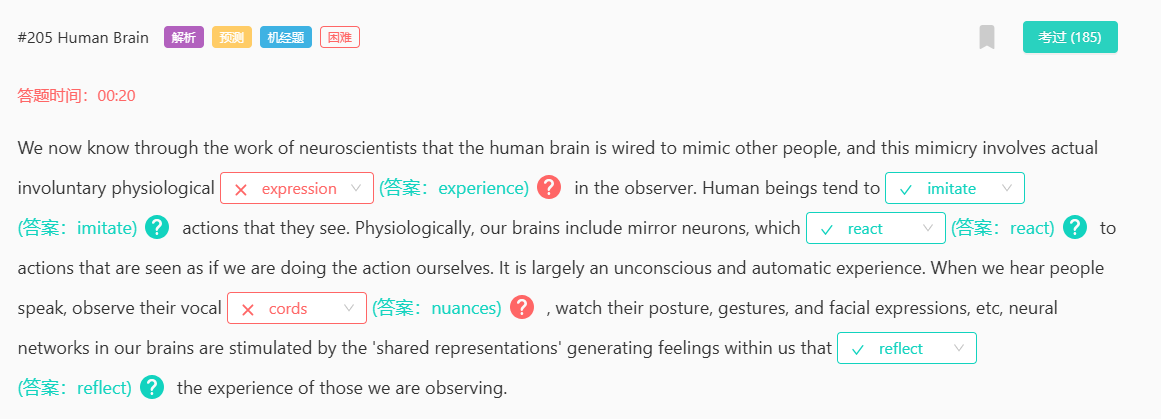 #205 Human Brain 解析 预测 机经题 困难 考过 (185)
答题时间：00:20
We now know through the work of neuroscientists that the human brain is wired to mimic other people, and this mimicry involves actual
involuntary physiological × expression (答案：experience) ? in the observer. Human beings tend to ✓ imitate
(答案：imitate) ? actions that they see. Physiologically, our brains include mirror neurons, which ✓ react (答案：react) ? to
actions that are seen as if we are doing the action ourselves. It is largely an unconscious and automatic experience. When we hear people
speak, observe their vocal × cords (答案：nuances) ? , watch their posture, gestures, and facial expressions, etc, neural
networks in our brains are stimulated by the 'shared representations' generating feelings within us that ✓ reflect
(答案：reflect) ? the experience of those we are observing.